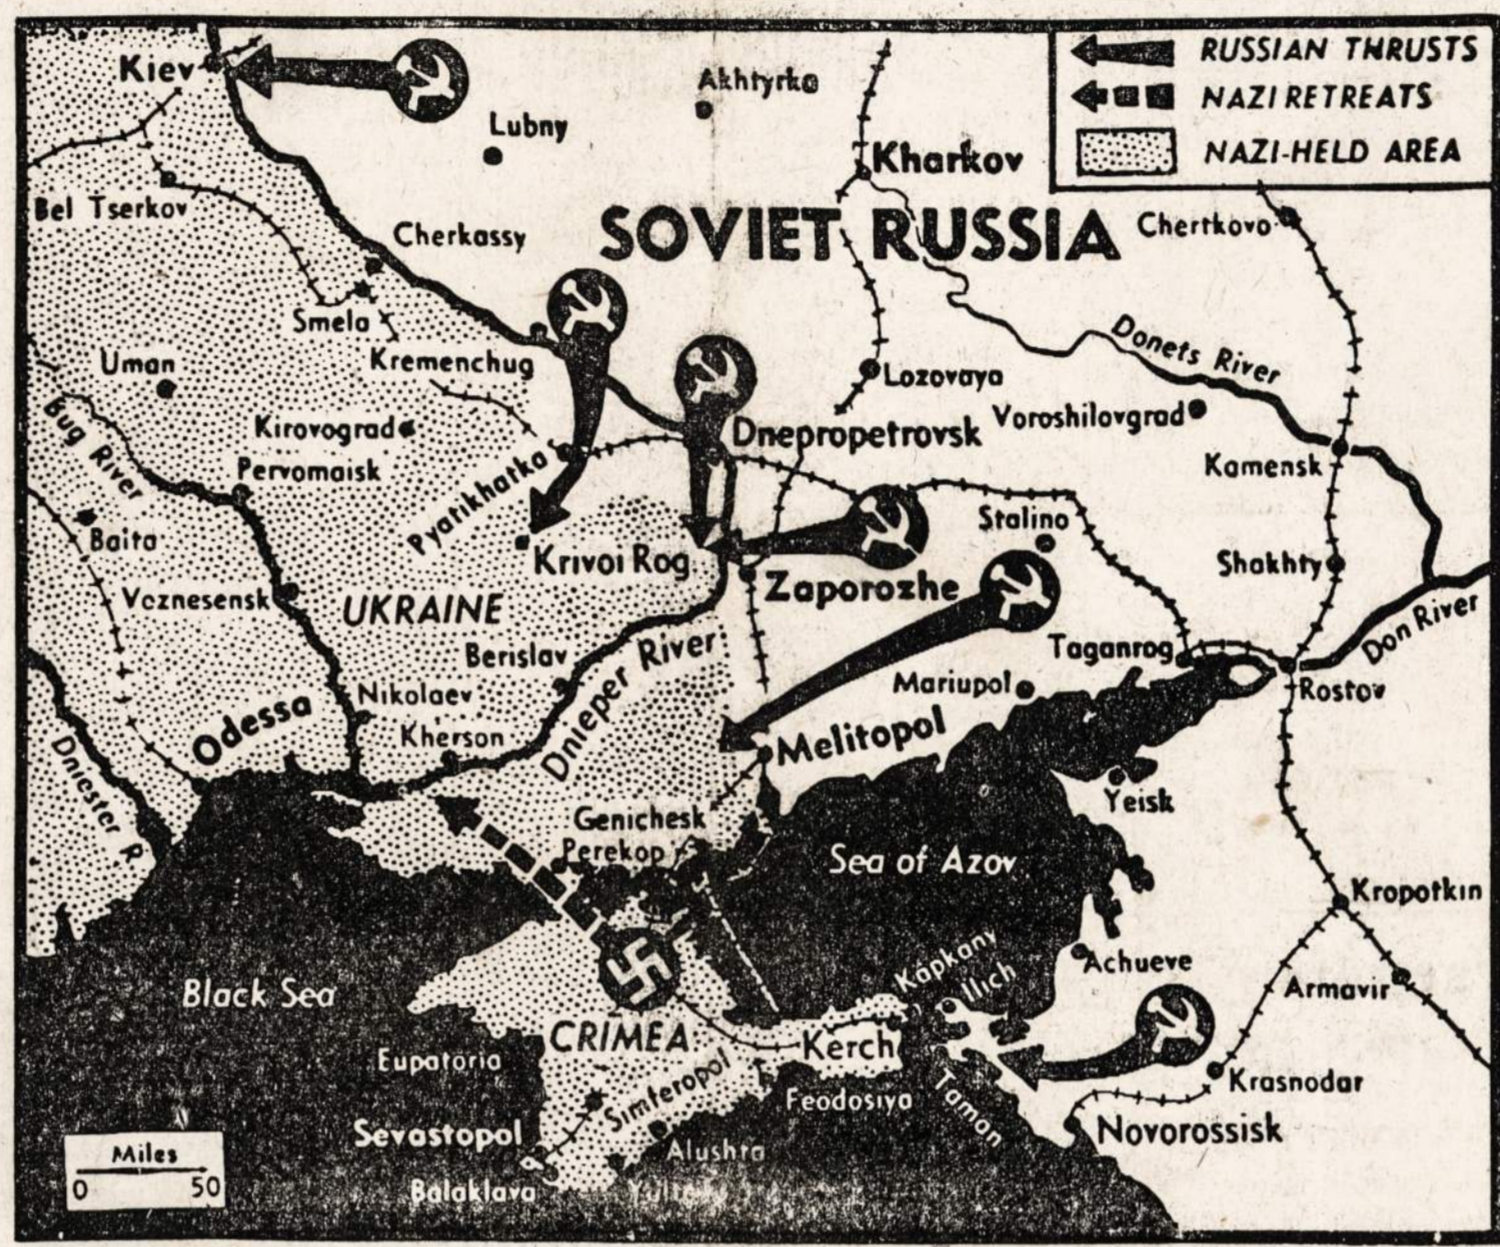 RUSSIAN THRUSTS
NAZI RETREATS
NAZI-HELD AREA
Kiev
Akhtyrka
Lubny
Kharkov
SOVIET RUSSIA
Chertkovo
Bel Tserkov
Cherkassy
Smela
Donets River
Uman
Kremenchug
Lozovaya
Voroshilovgrad
Bug River
Kirovograd
Dnepropetrovsk
Kamensk
Pervomaisk
Pyatikhatka
Stalino
Baita
Krivoi Rog
Shakhty
Voznesensk
UKRAINE
Zaporozhe
Don River
Berislav
Dnieper River
Taganrog
Mariupol
Rostov
Nikolaev
Odessa
Kherson
Melitopol
Dniester R
Yeisk
Genichesk
Perekop
Sea of Azov
Kropotkin
Kapkany
Ilich
Achueve
Black Sea
Armavir
CRIMEA
Kerch
Eupatoria
Simferopol
Feodosiya
Taman
Krasnodar
Sevastopol
Alushta
Novorossisk
Balaklava
Miles
0 50